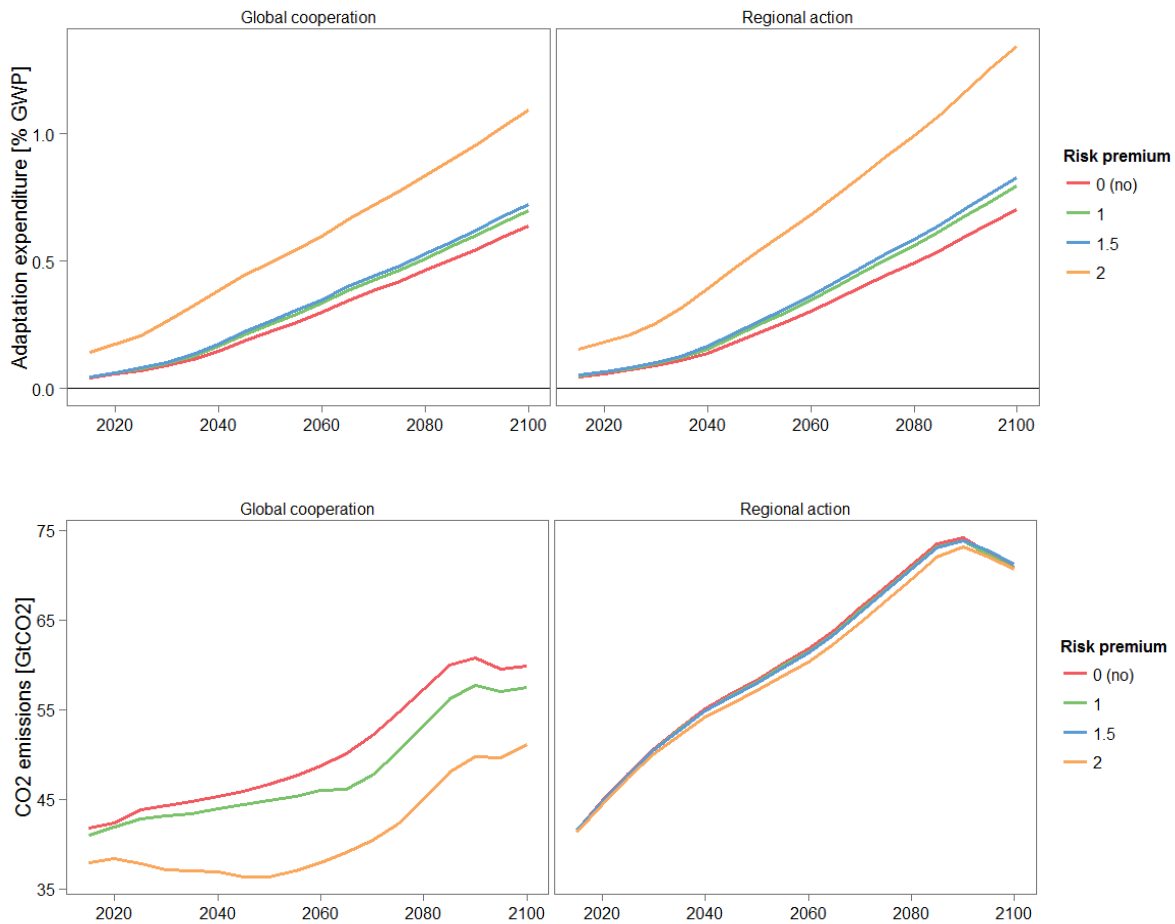 Global cooperation
Regional action
Adaptation expenditure [% GWP]
1.0
0.5
0.0
2020 2040 2060 2080 2100
2020 2040 2060 2080 2100
Risk premium
0 (no)
1
1.5
2
Global cooperation
Regional action
CO2 emissions [GtCO2]
75
65
55
45
35
2020 2040 2060 2080 2100
2020 2040 2060 2080 2100
Risk premium
0 (no)
1
1.5
2